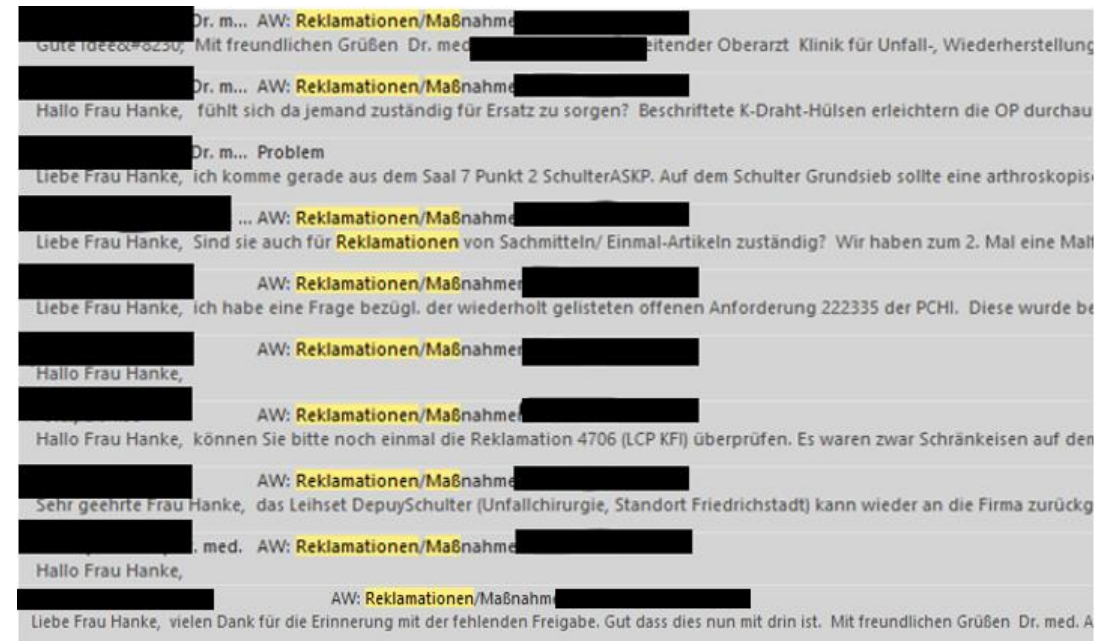 Dr. m... AW: Reklamationen/Maßnahme
Gute Idee&#8230; Mit freundlichen Grüßen Dr. med eitender Oberarzt Klinik für Unfall-, Wiederherstellung
Dr. m... AW: Reklamationen/Maßnahme
Hallo Frau Hanke, fühlt sich da jemand zuständig für Ersatz zu sorgen? Beschriftete K-Draht-Hülsen erleichtern die OP durchau
Dr. m... Problem
Liebe Frau Hanke, ich komme gerade aus dem Saal 7 Punkt 2 SchulterASKP. Auf dem Schulter Grundsieb sollte eine arthroskopis
... AW: Reklamationen/Maßnahme
Liebe Frau Hanke, Sind sie auch für Reklamationen von Sachmitteln/ Einmal-Artikeln zuständig? Wir haben zum 2. Mal eine Malt
AW: Reklamationen/Maßnahmen
Liebe Frau Hanke, ich habe eine Frage bezügl. der wiederholt gelisteten offenen Anforderung 222335 der PCHI. Diese wurde be
AW: Reklamationen/Maßnahmen
Hallo Frau Hanke,
AW: Reklamationen/Maßnahmen
Hallo Frau Hanke, können Sie bitte noch einmal die Reklamation 4706 (LCP KFI) überprüfen. Es waren zwar Schränkeisen auf dem
AW: Reklamationen/Maßnahme
Sehr geehrte Frau Hanke, das Leihset DepuySchulter (Unfallchirurgie, Standort Friedrichstadt) kann wieder an die Firma zurückg
. med. AW: Reklamationen/Maßnahme
Hallo Frau Hanke,
AW: Reklamationen/Maßnahm
Liebe Frau Hanke, vielen Dank für die Erinnerung mit der fehlenden Freigabe. Gut dass dies nun mit drin ist. Mit freundlichen Grüßen Dr. med. A